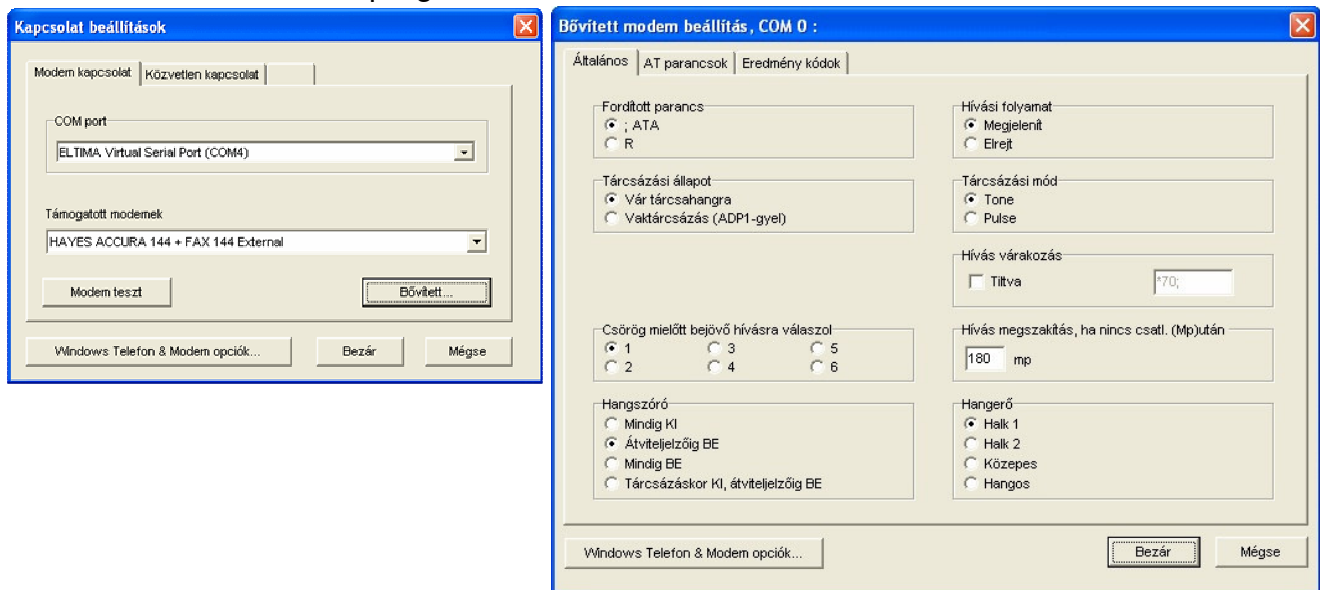 Kapcsolat beállítások
Modem kapcsolat
Közvetlen kapcsolat
COM port
ELTIMA Virtual Serial Port (COM4)
Támogatott modemek
HAYES ACCURA 144 + FAX 144 External
Modem teszt
Bővített...
Windows Telefon & Modem opciók...
Bezár
Mégse
Bővített modem beállítás, COM 0 :
Általános
AT parancsok
Eredmény kódok
Fordított parancs
; ATA
R
Hívási folyamat
Megjelenít
Elrejt
Tárcsázási állapot
Vár tárcsahangra
Vaktárcsázás (ADP1-gyel)
Tárcsázási mód
Tone
Pulse
Hívás várakozás
Tiltva
*70;
Csörög mielőtt bejövő hívásra válaszol
1 3 5
2 4 6
Hívás megszakítás, ha nincs csatl. (Mp)után
180 mp
Hangszóró
Mindig KI
Átviteljelzőig BE
Mindig BE
Tárcsázáskor KI, átviteljelzőig BE
Hangerő
Halk 1
Halk 2
Közepes
Hangos
Windows Telefon & Modem opciók...
Bezár
Mégse